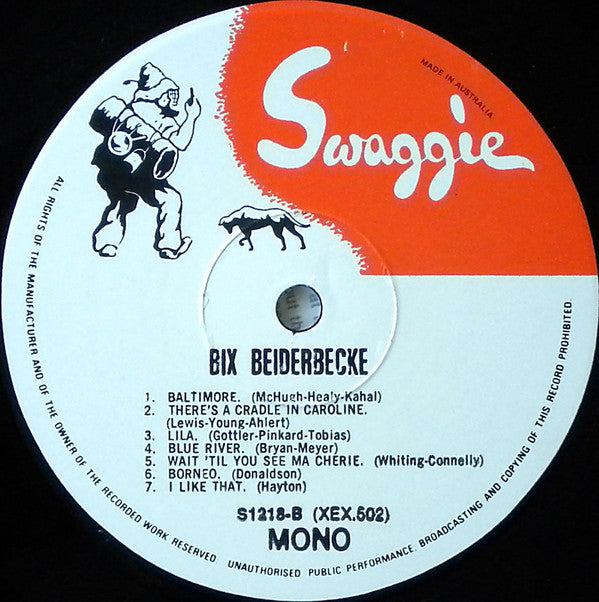 Swaggie
MADE IN AUSTRALIA
BIX BEIDERBECKE
1. BALTIMORE. (McHugh-Healy-Kahal)
2. THERE'S A CRADLE IN CAROLINE.
(Lewis-Young-Ahlert)
3. LILA. (Gottler-Pinkard-Tobias)
4. BLUE RIVER. (Bryan-Meyer)
5. WAIT 'TIL YOU SEE MA CHERIE. (Whiting-Connelly)
6. BORNEO. (Donaldson)
7. I LIKE THAT. (Hayton)
S1218-B (XEX.602)
MONO
ALL RIGHTS OF THE MANUFACTURER AND OF THE OWNER OF THE RECORDED WORK RESERVED. UNAUTHORISED PUBLIC PERFORMANCE, BROADCASTING AND COPYING OF THIS RECORD PROHIBITED.